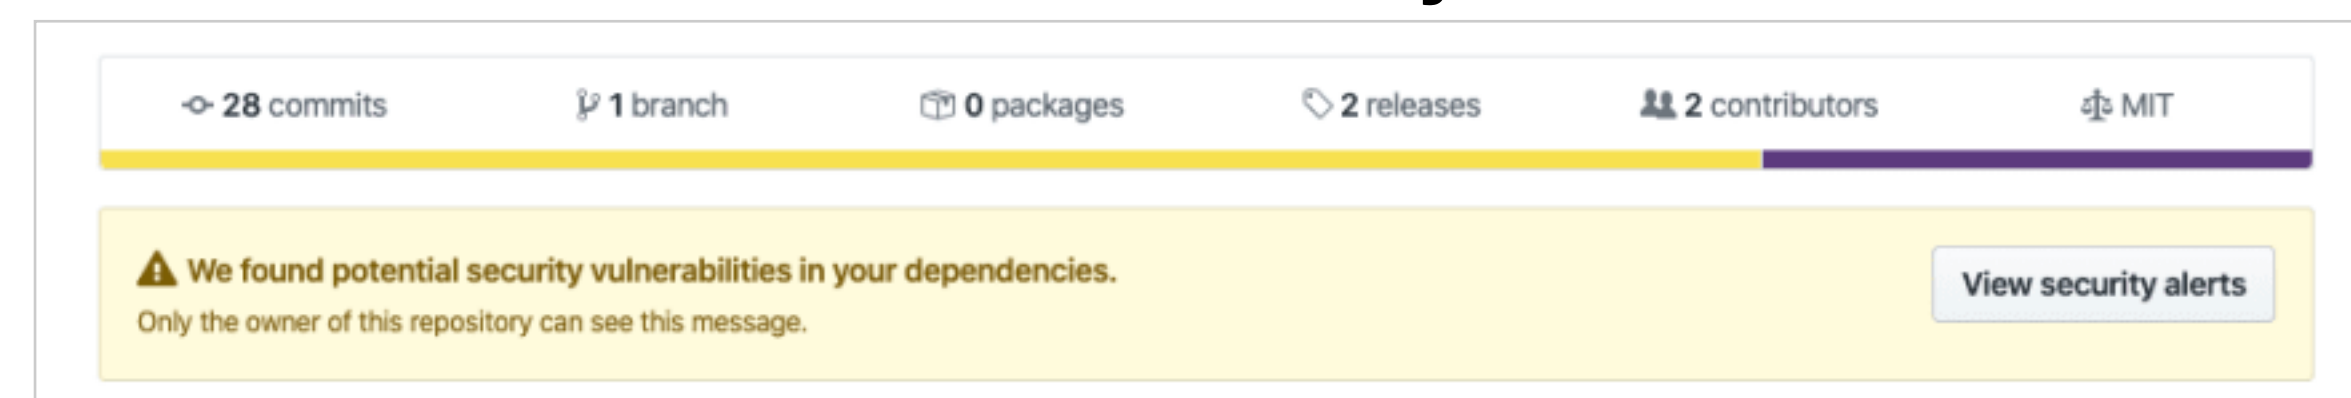 28 commits 1 branch 0 packages 2 releases 2 contributors MIT
We found potential security vulnerabilities in your dependencies.
View security alerts
Only the owner of this repository can see this message.